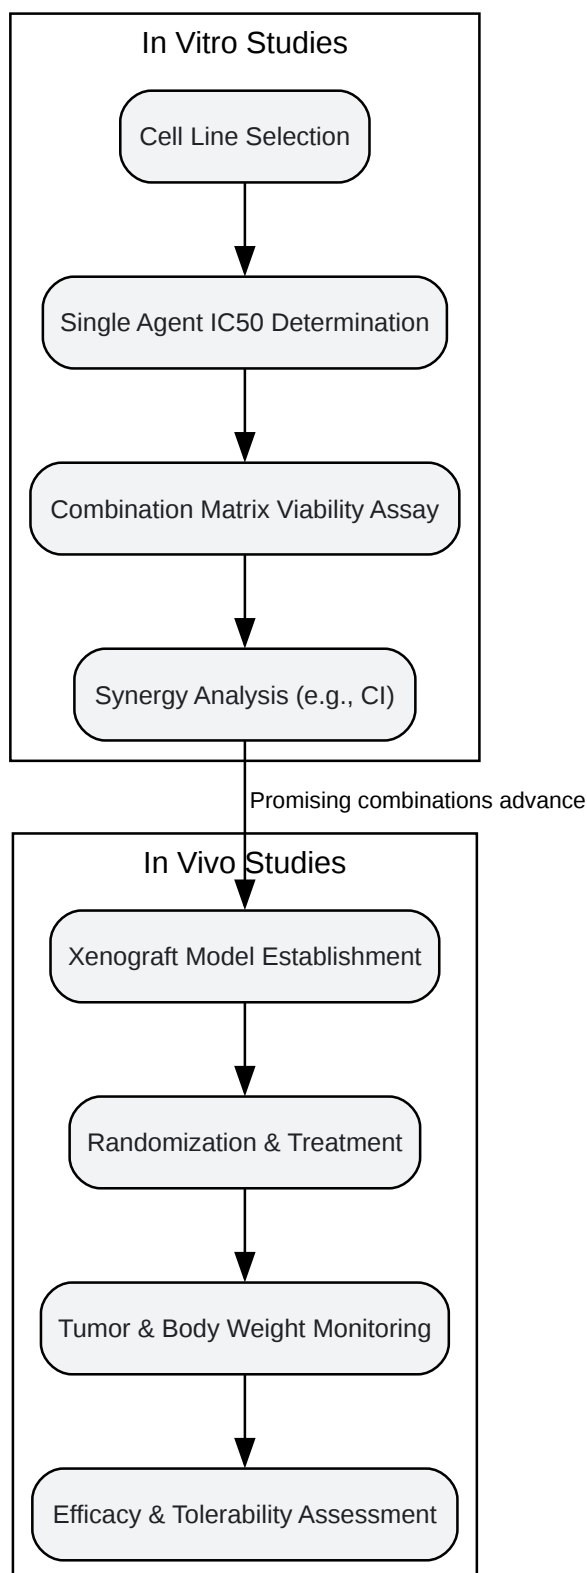 In Vitro Studies
Cell Line Selection
Single Agent IC50 Determination
Combination Matrix Viability Assay
Synergy Analysis (e.g., CI)
Promising combinations advance
In Vivo Studies
Xenograft Model Establishment
Randomization & Treatment
Tumor & Body Weight Monitoring
Efficacy & Tolerability Assessment